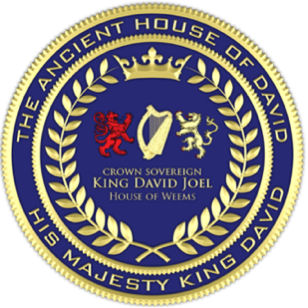 THE ANCIENT HOUSE OF DAVID
CROWN SOVEREIGN
KING DAVID JOEL
HOUSE OF WEEMS
HIS MAJESTY KING DAVID